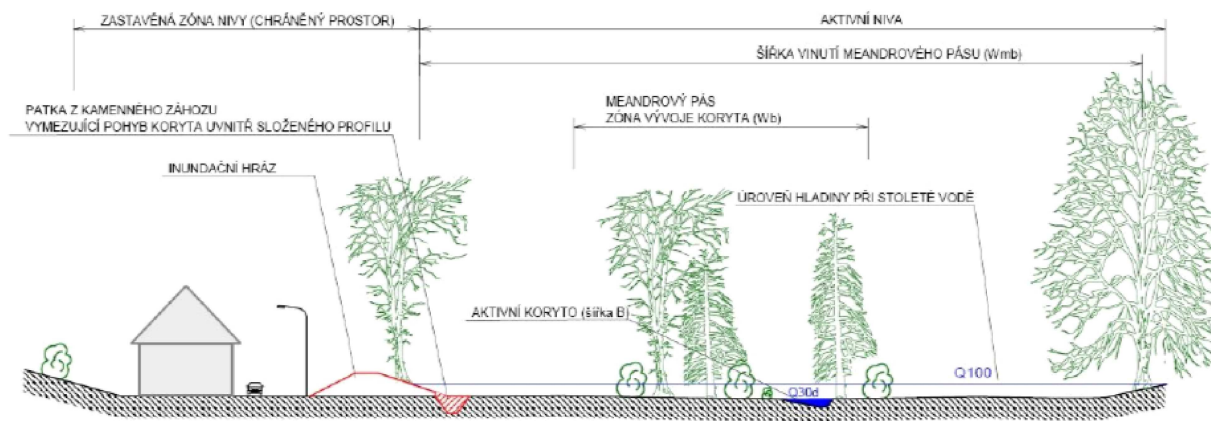 ZASTAVĚNÁ ZÓNA NIVY (CHRÁNĚNÝ PROSTOR)
AKTIVNÍ NIVA
ŠÍŘKA VINUTÍ MEANDROVÉHO PÁSU (Wmb)
PATKA Z KAMENNÉHO ZÁHOZU
VYMEZUJÍCÍ POHYB KORYTA UVNITŘ SLOŽENÉHO PROFILU
MEANDROVÝ PÁS
ZÓNA VÝVOJE KORYTA (Wb)
INUNDAČNÍ HRÁZ
ÚROVEŇ HLADINY PŘI STOLETÉ VODĚ
AKTIVNÍ KORYTO (šířka B)
Q100
Q30d